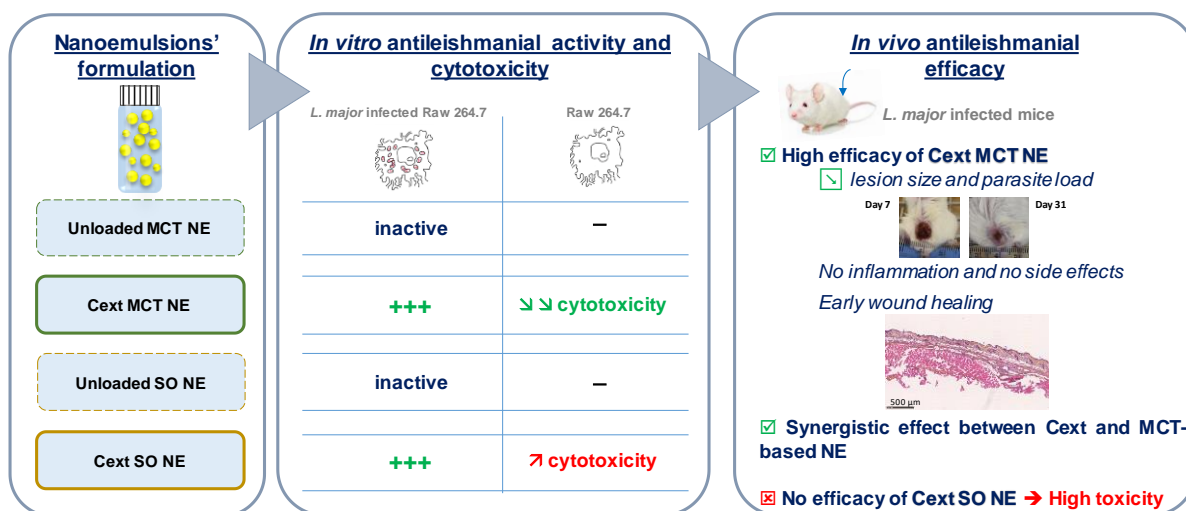 Nanoemulsions'
formulation
Unloaded MCT NE
Cext MCT NE
Unloaded SO NE
Cext SO NE
In vitro antileishmanial activity and
cytotoxicity
L. major infected Raw 264.7
Raw 264.7
inactive
–
+++
↘ ↘ cytotoxicity
inactive
–
+++
↗ cytotoxicity
In vivo antileishmanial
efficacy
L. major infected mice
☑ High efficacy of Cext MCT NE
↘ lesion size and parasite load
Day 7
Day 31
No inflammation and no side effects
Early wound healing
500 µm
☑ Synergistic effect between Cext and MCT-
based NE
☒ No efficacy of Cext SO NE ➔ High toxicity